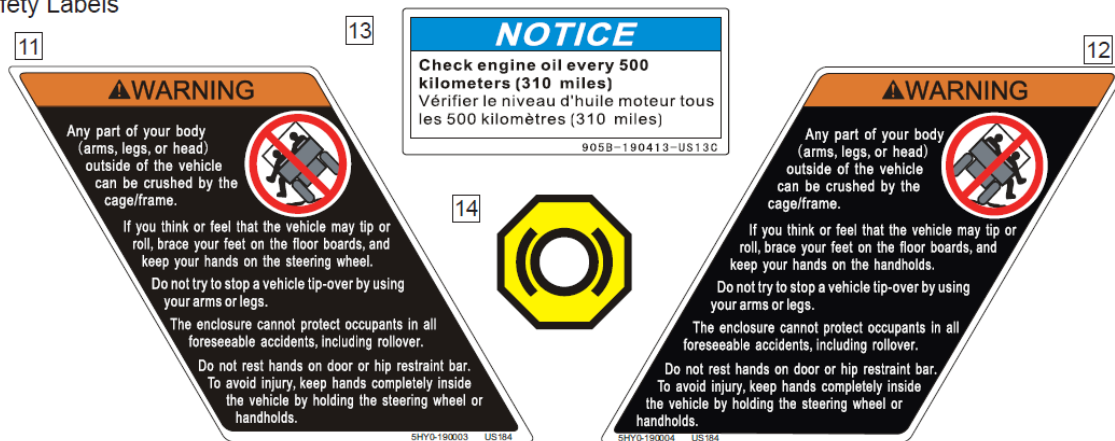 fety Labels
11
WARNING
Any part of your body
(arms, legs, or head)
outside of the vehicle
can be crushed by the
cage/frame.
If you think or feel that the vehicle may tip or
roll, brace your feet on the floor boards, and
keep your hands on the steering wheel.
Do not try to stop a vehicle tip-over by using
your arms or legs.
The enclosure cannot protect occupants in all
foreseeable accidents, including rollover.
Do not rest hands on door or hip restraint bar.
To avoid injury, keep hands completely inside
the vehicle by holding the steering wheel or
handholds.
5HY0-190003 US184
13
NOTICE
Check engine oil every 500
kilometers (310 miles)
Vérifier le niveau d'huile moteur tous
les 500 kilomètres (310 miles)
905B-190413-US13C
14
12
WARNING
Any part of your body
(arms, legs, or head)
outside of the vehicle
can be crushed by the
cage/frame.
If you think or feel that the vehicle may tip or
roll, brace your feet on the floor boards, and
keep your hands on the handholds.
Do not try to stop a vehicle tip-over by using
your arms or legs.
The enclosure cannot protect occupants in all
foreseeable accidents, including rollover.
Do not rest hands on door or hip restraint bar.
To avoid injury, keep hands completely inside
the vehicle by holding the steering wheel or
handholds.
5HY0-190004 US184